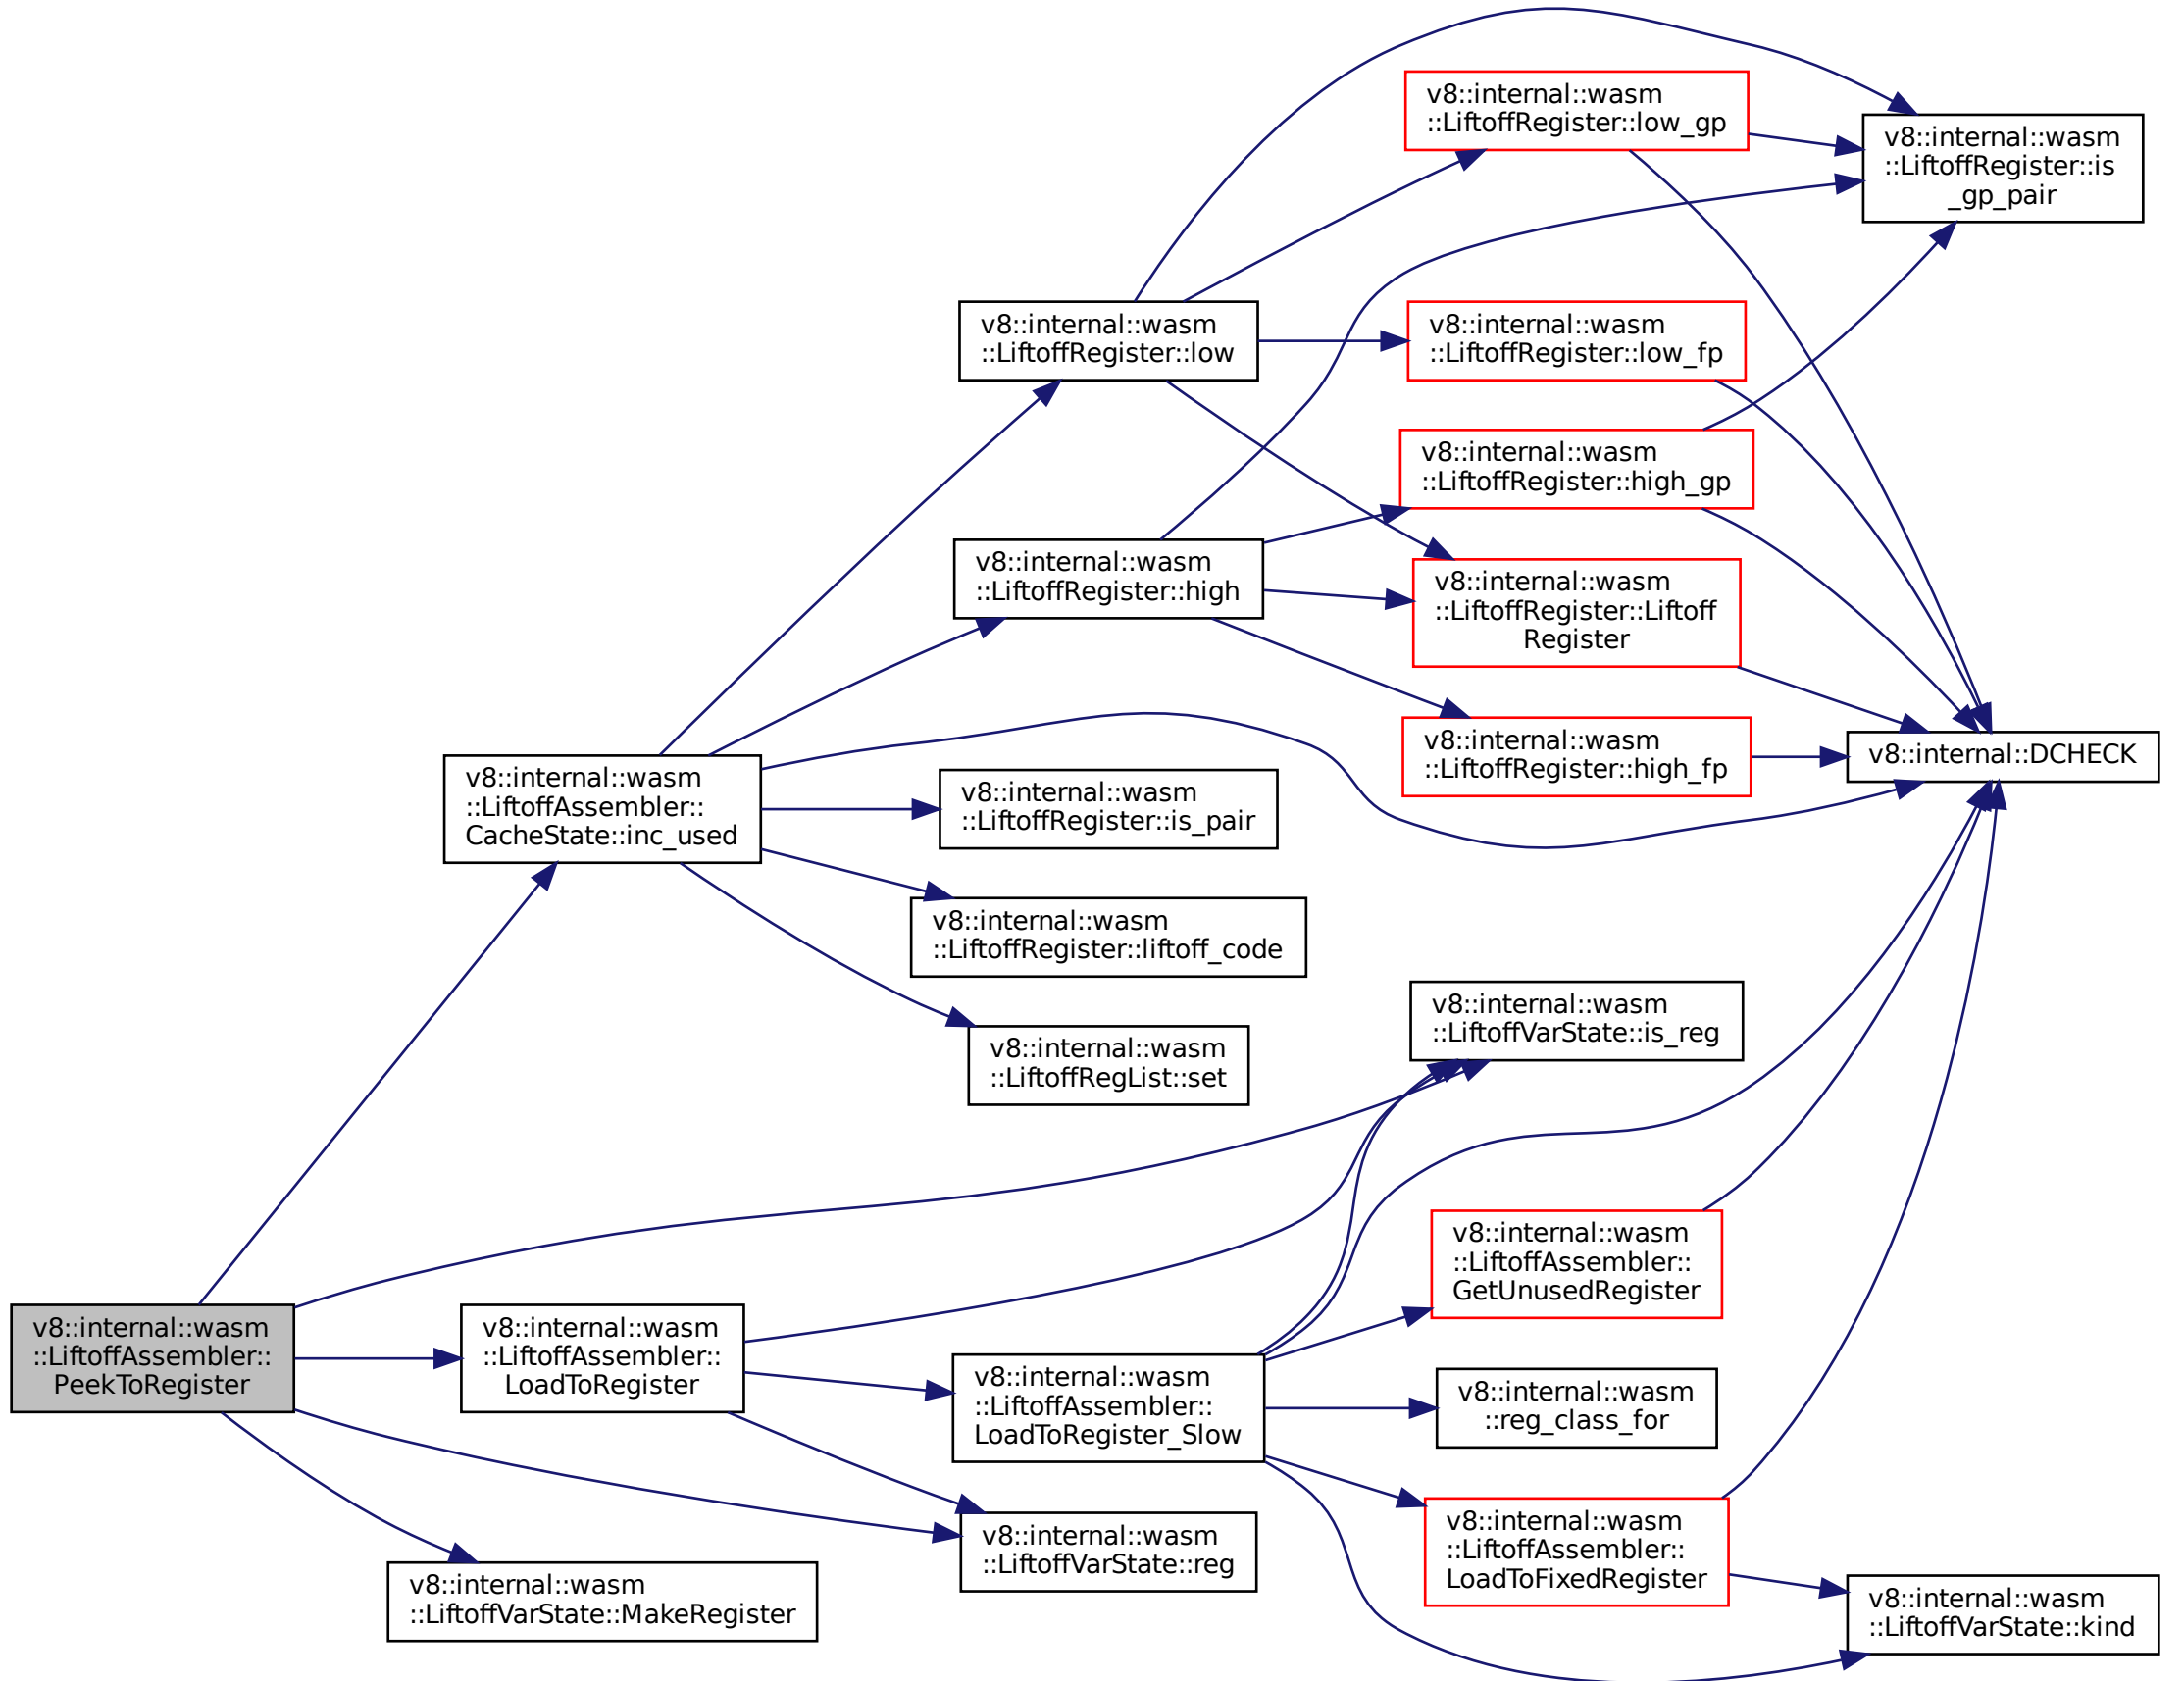 v8::internal::wasm
::LiftoffRegister::low_gp
v8::internal::wasm
::LiftoffRegister::is
_gp_pair
v8::internal::wasm
::LiftoffRegister::low
v8::internal::wasm
::LiftoffRegister::low_fp
v8::internal::wasm
::LiftoffRegister::high_gp
v8::internal::wasm
::LiftoffRegister::high
v8::internal::wasm
::LiftoffRegister::Liftoff
Register
v8::internal::wasm
::LiftoffRegister::high_fp
v8::internal::DCHECK
v8::internal::wasm
::LiftoffAssembler::
CacheState::inc_used
v8::internal::wasm
::LiftoffRegister::is_pair
v8::internal::wasm
::LiftoffRegister::liftoff_code
v8::internal::wasm
::LiftoffVarState::is_reg
v8::internal::wasm
::LiftoffRegList::set
v8::internal::wasm
::LiftoffAssembler::
GetUnusedRegister
v8::internal::wasm
::LiftoffAssembler::
PeekToRegister
v8::internal::wasm
::LiftoffAssembler::
LoadToRegister
v8::internal::wasm
::LiftoffAssembler::
LoadToRegister_Slow
v8::internal::wasm
::reg_class_for
v8::internal::wasm
::LiftoffVarState::reg
v8::internal::wasm
::LiftoffAssembler::
LoadToFixedRegister
v8::internal::wasm
::LiftoffVarState::MakeRegister
v8::internal::wasm
::LiftoffVarState::kind